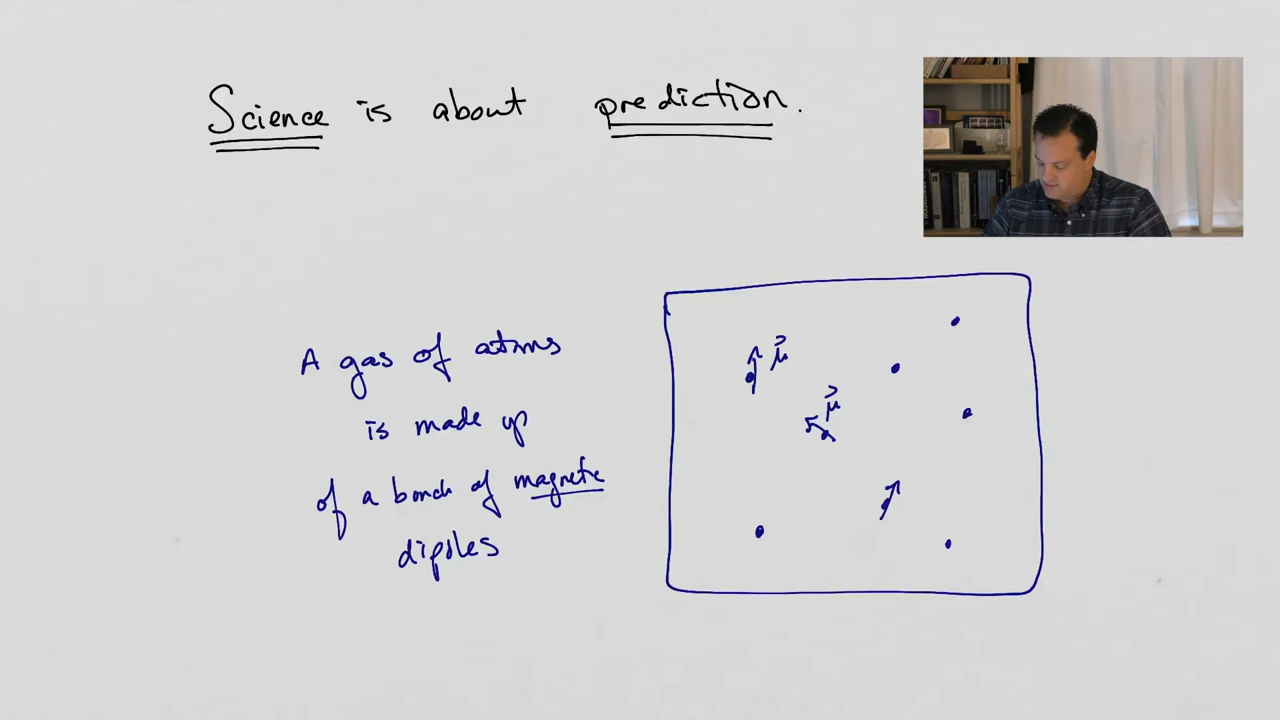 Science is about prediction.
A gas of atoms
is made up
of a bunch of magnetic
dipoles
μ⃗
μ⃗